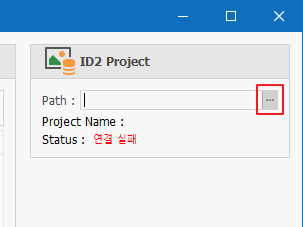 ID2 Project
Path :
...
Project Name :
Status : 연결 실패